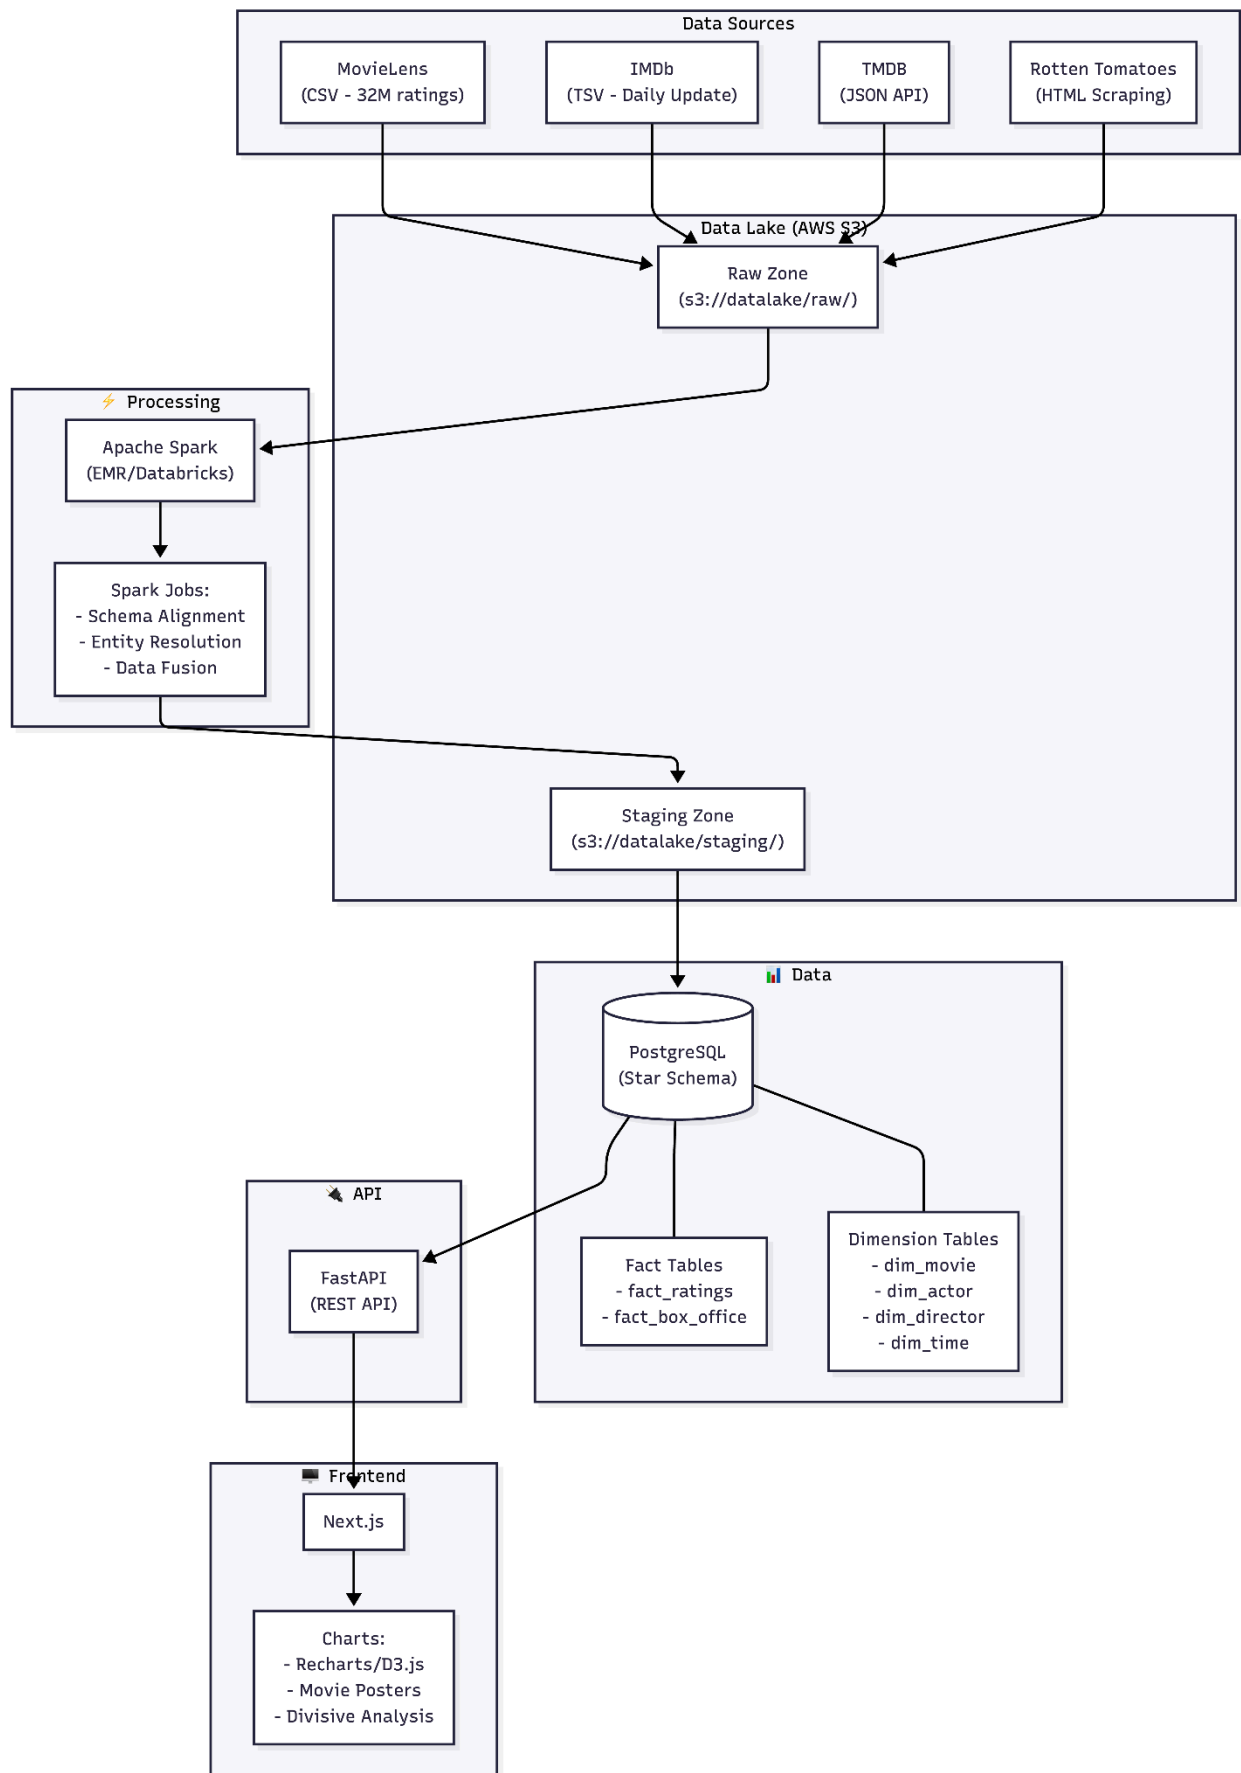 Data Sources
MovieLens
(CSV - 32M ratings)
IMDb
(TSV - Daily Update)
TMDB
(JSON API)
Rotten Tomatoes
(HTML Scraping)
Data Lake (AWS S3)
Raw Zone
(s3://datalake/raw/)
⚡ Processing
Apache Spark
(EMR/Databricks)
Spark Jobs:
- Schema Alignment
- Entity Resolution
- Data Fusion
Staging Zone
(s3://datalake/staging/)
📊 Data
PostgreSQL
(Star Schema)
🔌 API
FastAPI
(REST API)
Fact Tables
- fact_ratings
- fact_box_office
Dimension Tables
- dim_movie
- dim_actor
- dim_director
- dim_time
🖥️ Frontend
Next.js
Charts:
- Recharts/D3.js
- Movie Posters
- Divisive Analysis